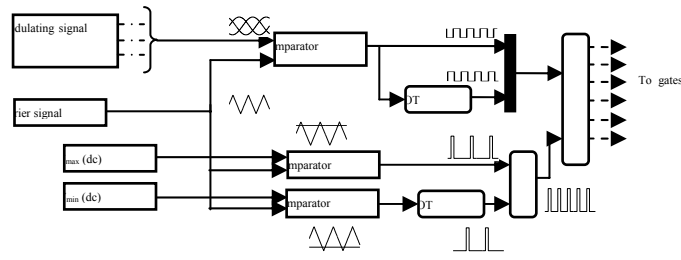 dulating signal
mparator
OT
To gates
rier signal
max (dc)
mparator
min (dc)
mparator
OT